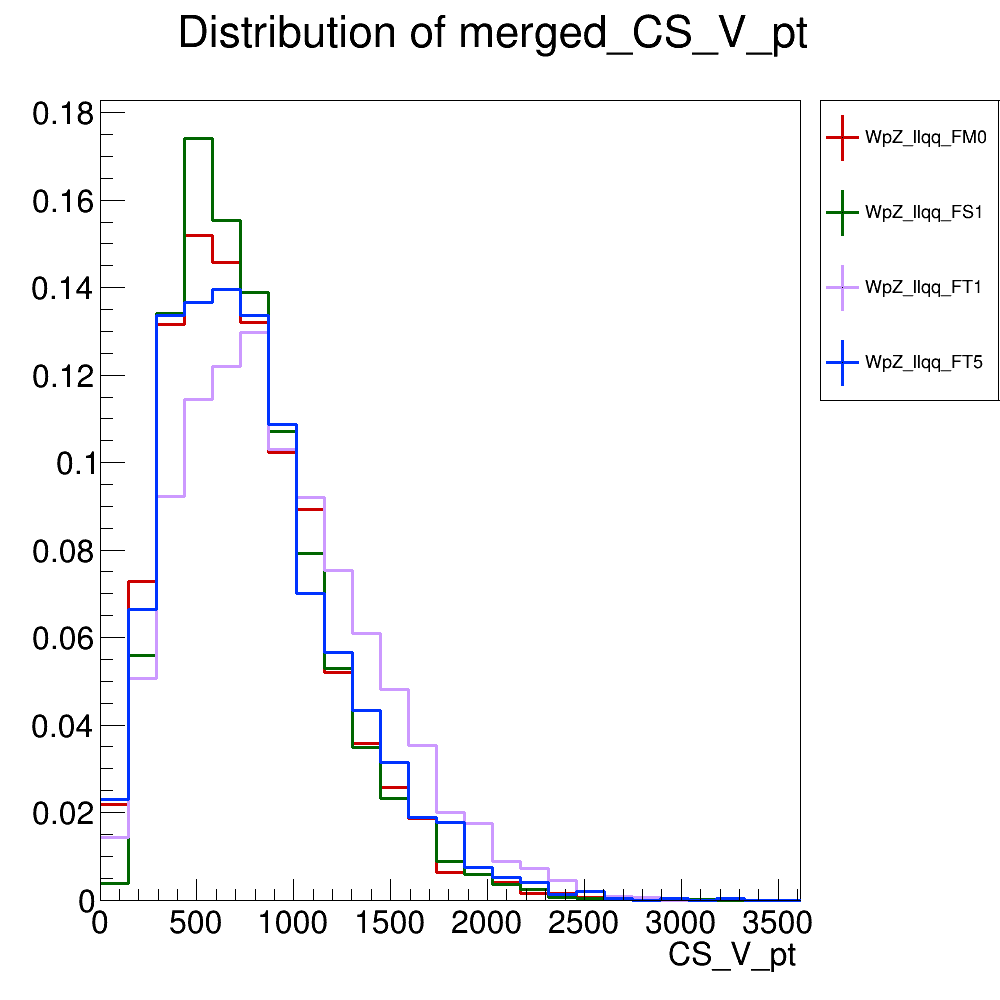 Distribution of merged_CS_V_pt
0.18
0.16
0.14
0.12
0.1
0.08
0.06
0.04
0.02
0
0 500 1000 1500 2000 2500 3000 3500
CS_V_pt
WpZ_llqq_FM0
WpZ_llqq_FS1
WpZ_llqq_FT1
WpZ_llqq_FT5